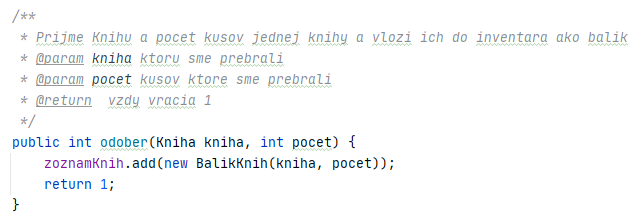 /**
 * Prijme Knihu a pocet kusov jednej knihy a vlozi ich do inventara ako balik
 * @param kniha ktoru sme prebrali
 * @param pocet kusov ktore sme prebrali
 * @return  vzdy vracia 1
 */
public int odober(Kniha kniha, int pocet) {
    zoznamKnih.add(new BalikKnih(kniha, pocet));
    return 1;
}